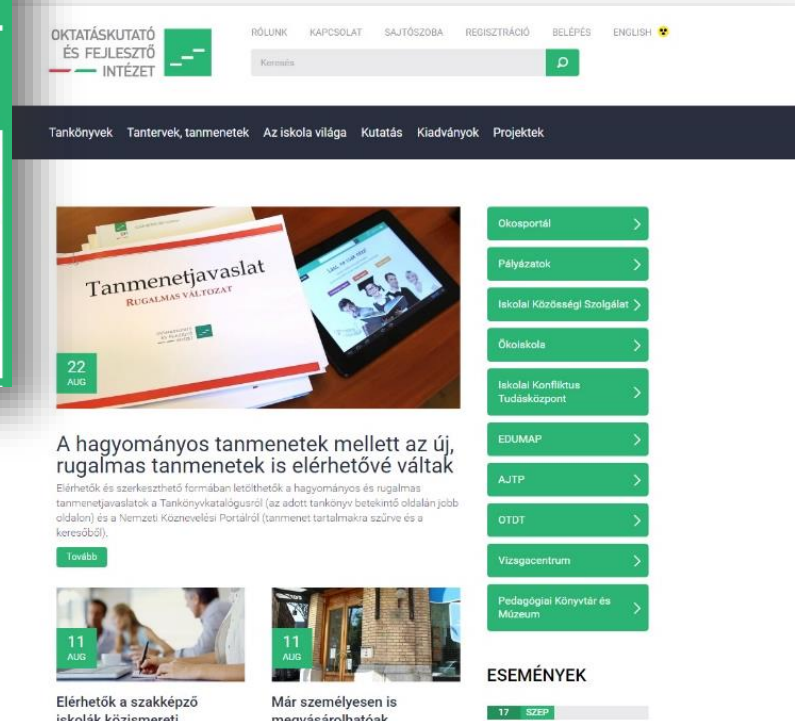 OKTATÁSKUTATÓ
ÉS FEJLESZTŐ
INTÉZET
RÓLUNK KAPCSOLAT SAJTÓSZOBA REGISZTRÁCIÓ BELÉPÉS ENGLISH
Keresés
Tankönyvek Tantervek, tanmenetek Az iskola világa Kutatás Kiadványok Projektek
Tanmenetjavaslat
RUGALMAS VÁLTOZAT
22
AUG
A hagyományos tanmenetek mellett az új,
rugalmas tanmenetek is elérhetővé váltak
Elérhetők és szerkeszthető formában letölthetők a hagyományos és rugalmas
tanmenetjavaslatok a Tankönyvkatalógusról (az adott tankönyv betekintő oldalán jobb
oldalon) és a Nemzeti Köznevelési Portálról (tanmenet tartalmakra szűrve és a
keresőből).
Tovább
11
AUG
Elérhetők a szakképző
iskolák közismereti
11
AUG
Már személyesen is
megvásárolhatóak
Okosportál
Pályázatok
Iskolai Közösségi Szolgálat
Ökoiskola
Iskolai Konfliktus
Tudásközpont
EDUMAP
AJTP
OTDT
Vizsgacentrum
Pedagógiai Könyvtár és
Múzeum
ESEMÉNYEK
17 SZEP